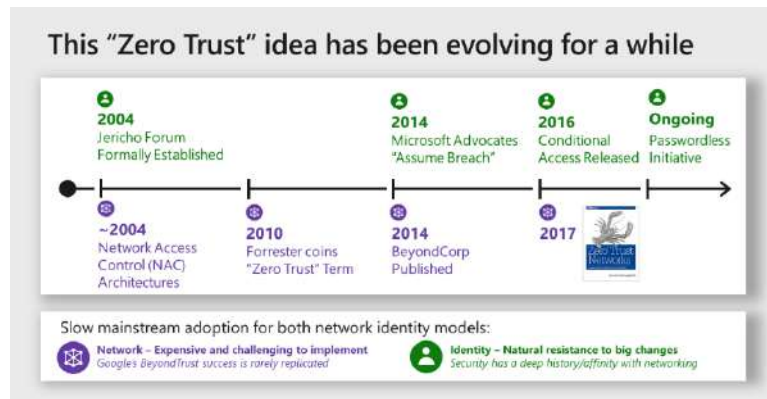 This “Zero Trust” idea has been evolving for a while
2004
Jericho Forum
Formally Established
2014
Microsoft Advocates
“Assume Breach”
2016
Conditional
Access Released
Ongoing
Passwordless
Initiative
~2004
Network Access
Control (NAC)
Architectures
2010
Forrester coins
“Zero Trust” Term
2014
BeyondCorp
Published
2017
Zero Trust
Networks
Slow mainstream adoption for both network identity models:
Network – Expensive and challenging to implement
Google's BeyondTrust success is rarely replicated
Identity – Natural resistance to big changes
Security has a deep history/affinity with networking